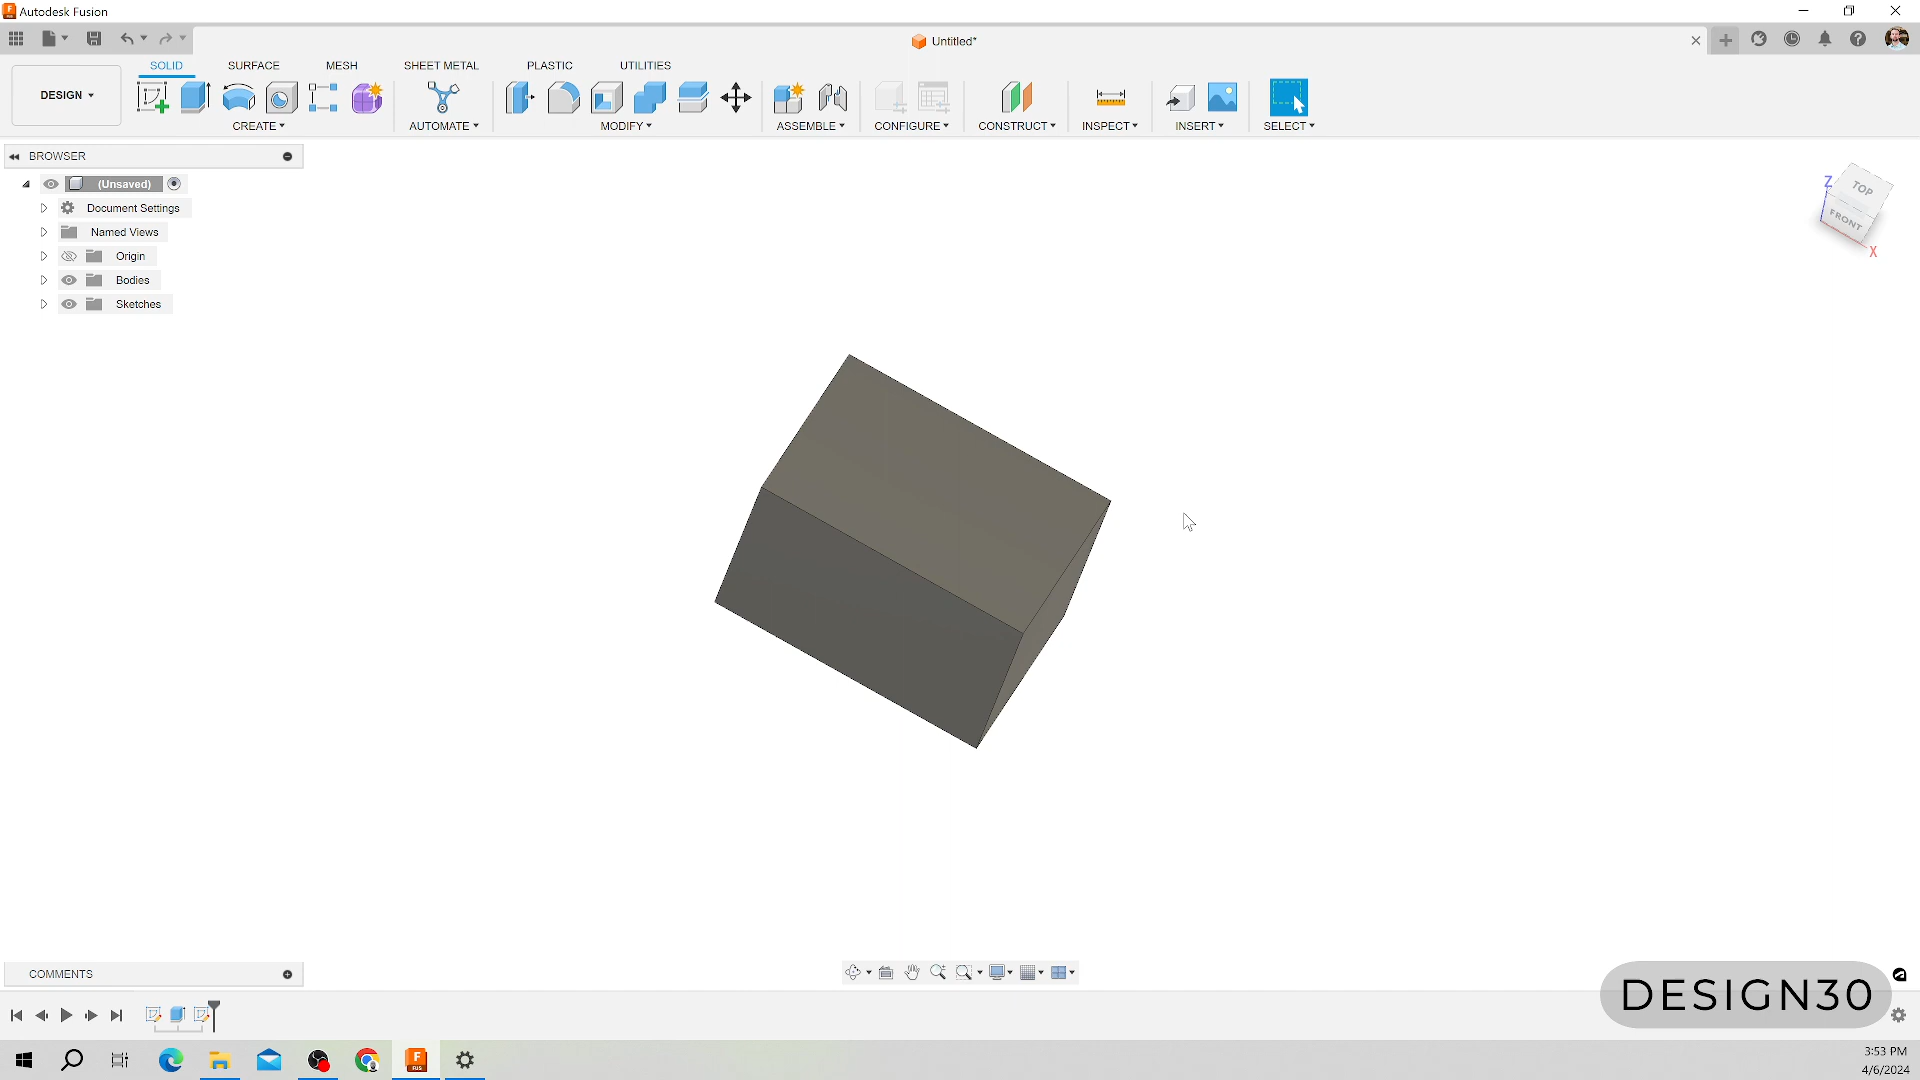 Autodesk Fusion
Untitled*
DESIGN
SOLID SURFACE MESH SHEET METAL PLASTIC UTILITIES
CREATE AUTOMATE MODIFY ASSEMBLE CONFIGURE CONSTRUCT INSPECT INSERT SELECT
BROWSER
(Unsaved)
Document Settings
Named Views
Origin
Bodies
Sketches
Z
TOP
FRONT
X
COMMENTS
DESIGN30
F
FUS
3:53 PM
4/6/2024